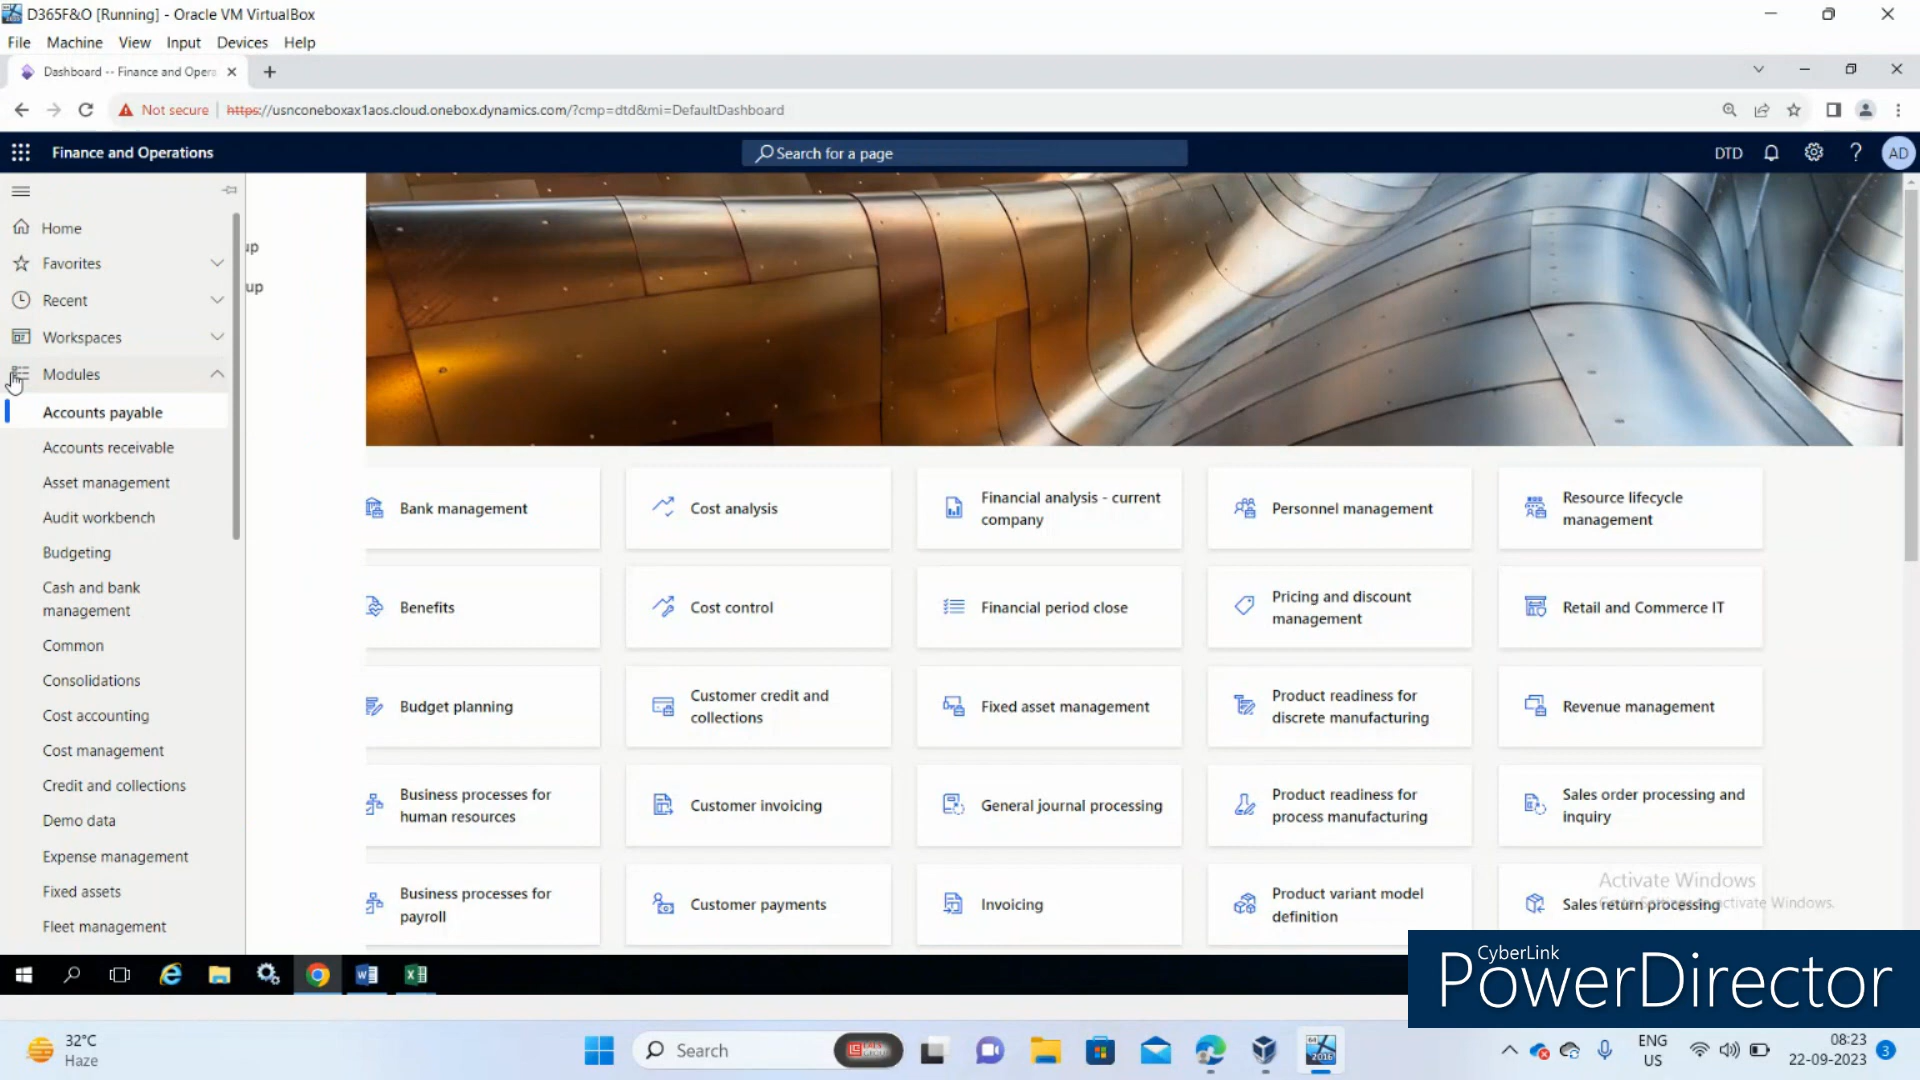 D365F&O [Running] - Oracle VM VirtualBox
File Machine View Input Devices Help
Dashboard -- Finance and Opera
Not secure https://usnconeboxax1aos.cloud.onebox.dynamics.com/?cmp=dtd&mi=DefaultDashboard
Finance and Operations
Search for a page
DTD
AD
Home
Favorites
Recent
Workspaces
Modules
Accounts payable
Accounts receivable
Asset management
Audit workbench
Budgeting
Cash and bank
management
Common
Consolidations
Cost accounting
Cost management
Credit and collections
Demo data
Expense management
Fixed assets
Fleet management
up
up
Bank management
Cost analysis
Financial analysis - current
company
Personnel management
Resource lifecycle
management
Benefits
Cost control
Financial period close
Pricing and discount
management
Retail and Commerce IT
Budget planning
Customer credit and
collections
Fixed asset management
Product readiness for
discrete manufacturing
Revenue management
Business processes for
human resources
Customer invoicing
General journal processing
Product readiness for
process manufacturing
Sales order processing and
inquiry
Business processes for
payroll
Customer payments
Invoicing
Product variant model
definition
Sales return processing
Activate Windows
Go to Settings to activate Windows.
CyberLink
PowerDirector
32°C
Haze
Search
2016
ENG
US
08:23
22-09-2023
3